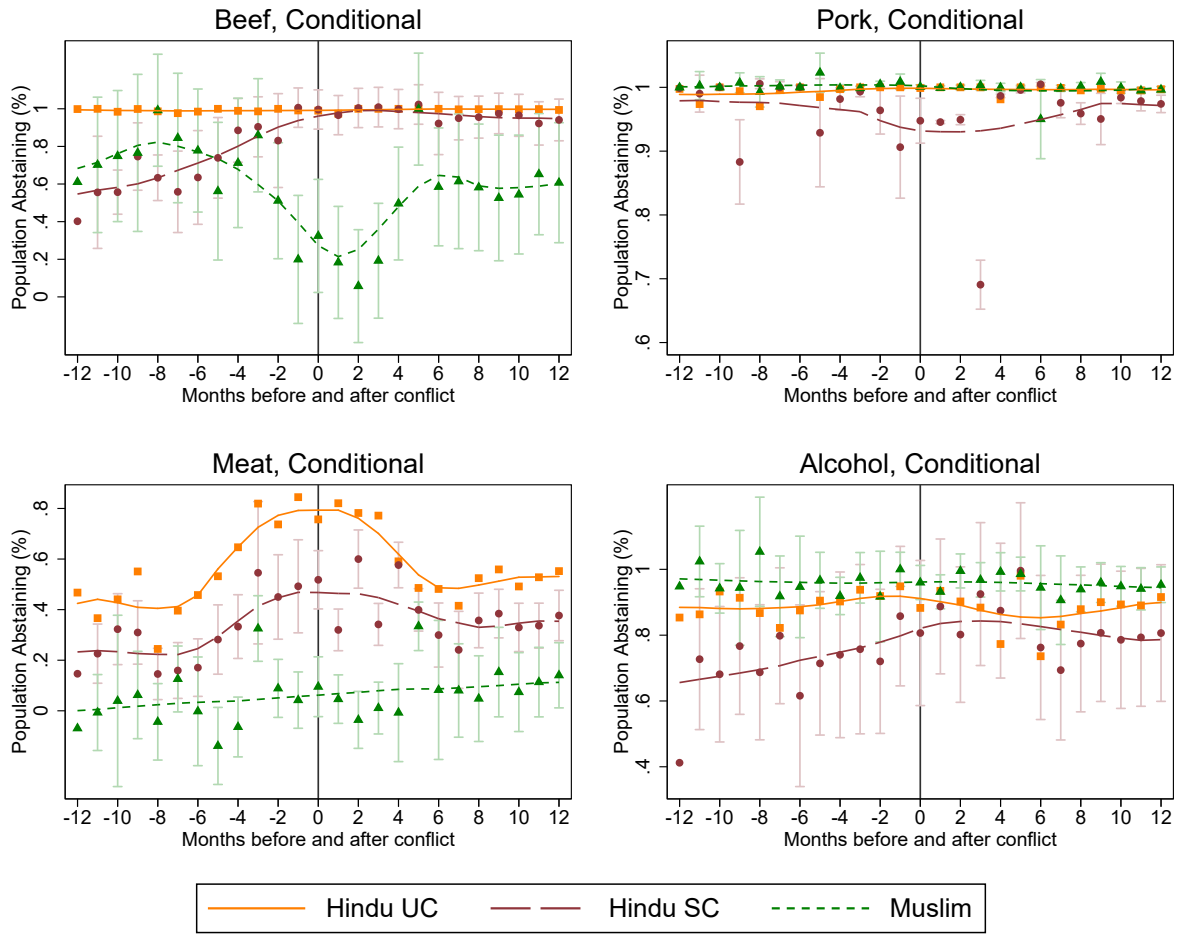 Beef, Conditional
Population Abstaining (%)
1
.8
.6
.4
.2
0
-12 -10 -8 -6 -4 -2 0 2 4 6 8 10 12
Months before and after conflict
Pork, Conditional
Population Abstaining (%)
1
.9
.8
.7
.6
-12 -10 -8 -6 -4 -2 0 2 4 6 8 10 12
Months before and after conflict
Meat, Conditional
Population Abstaining (%)
.8
.6
.4
.2
0
-12 -10 -8 -6 -4 -2 0 2 4 6 8 10 12
Months before and after conflict
Alcohol, Conditional
Population Abstaining (%)
1
.8
.6
.4
-12 -10 -8 -6 -4 -2 0 2 4 6 8 10 12
Months before and after conflict
Hindu UC Hindu SC Muslim